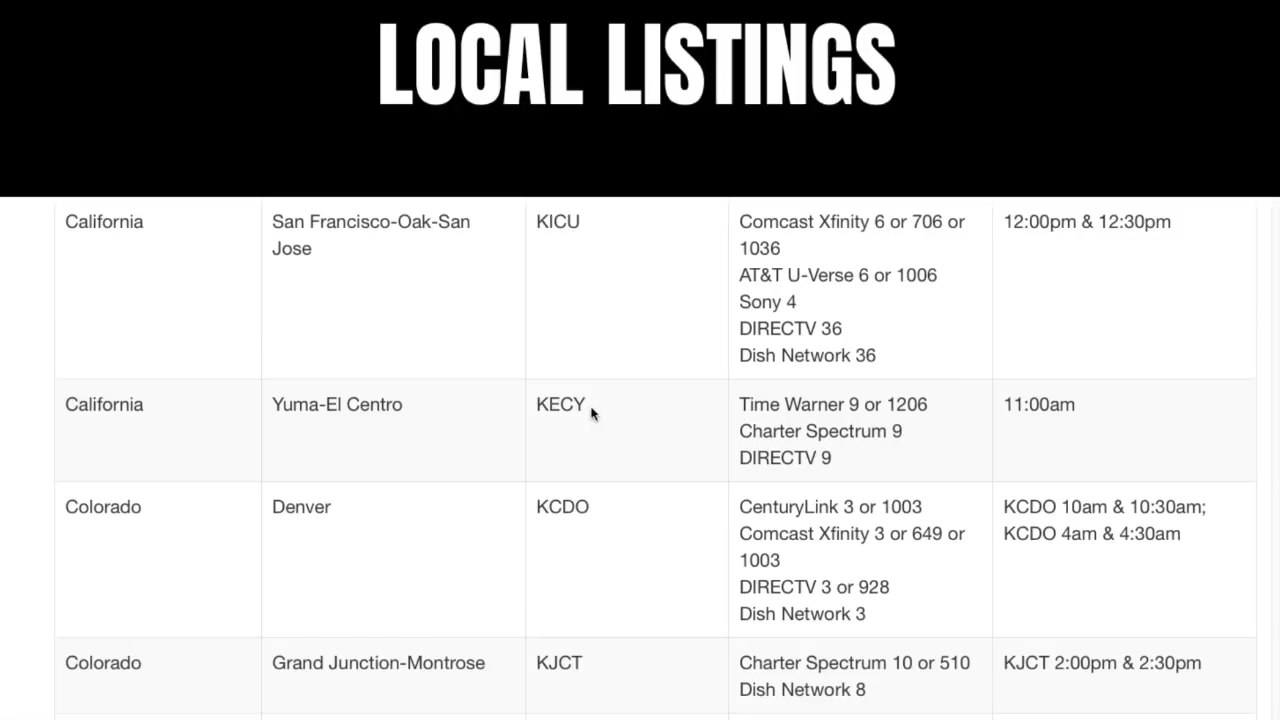 LOCAL LISTINGS
California
San Francisco-Oak-San
Jose
KICU
Comcast Xfinity 6 or 706 or
1036
AT&T U-Verse 6 or 1006
Sony 4
DIRECTV 36
Dish Network 36
12:00pm & 12:30pm
California
Yuma-El Centro
KECY
Time Warner 9 or 1206
Charter Spectrum 9
DIRECTV 9
11:00am
Colorado
Denver
KCDO
CenturyLink 3 or 1003
Comcast Xfinity 3 or 649 or
1003
DIRECTV 3 or 928
Dish Network 3
KCDO 10am & 10:30am;
KCDO 4am & 4:30am
Colorado
Grand Junction-Montrose
KJCT
Charter Spectrum 10 or 510
Dish Network 8
KJCT 2:00pm & 2:30pm